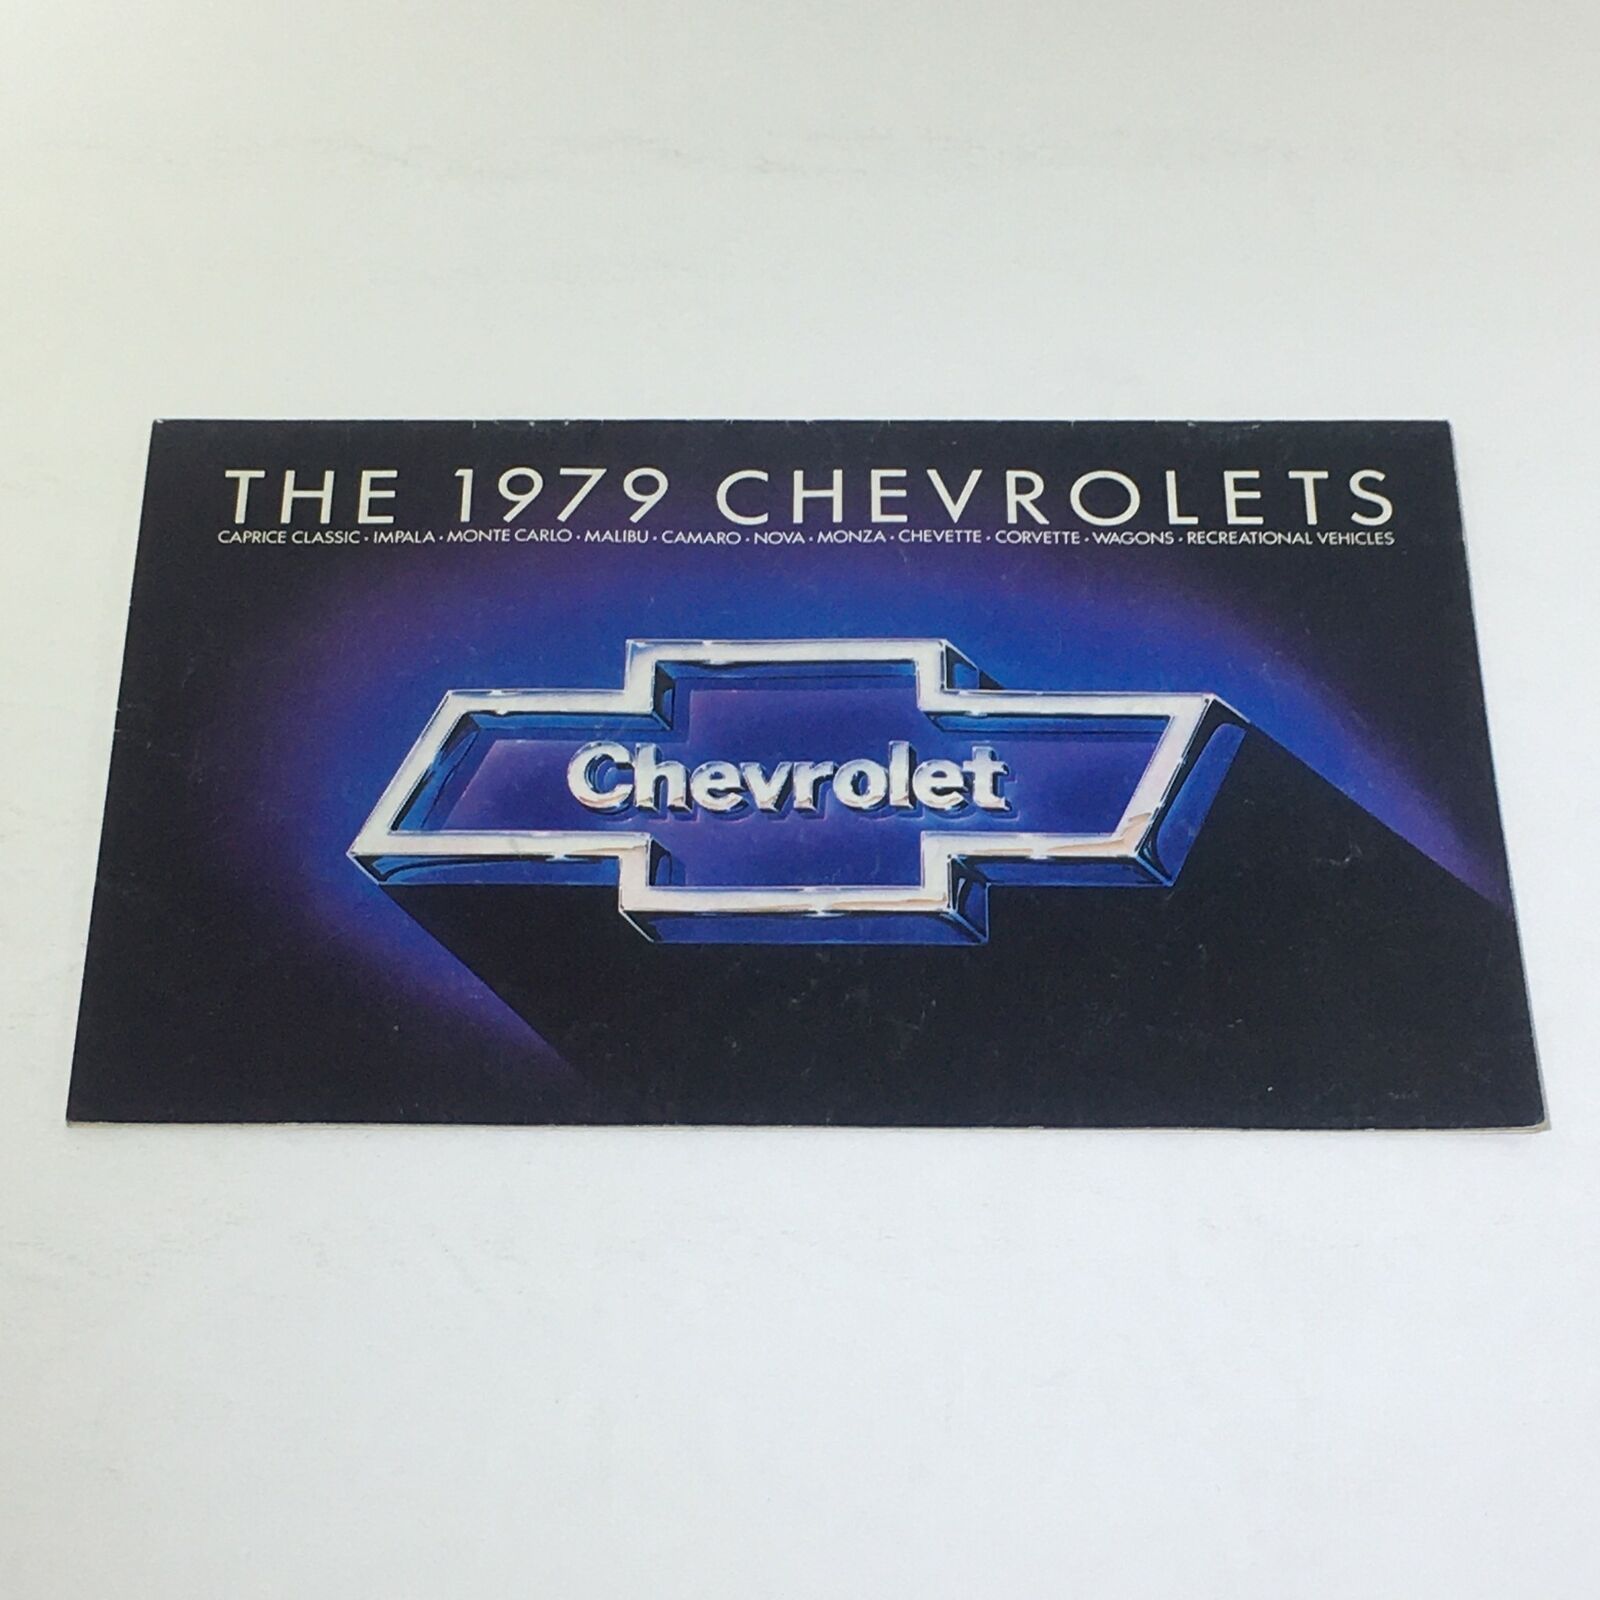 THE 1979 CHEVROLETS
CAPRICE CLASSIC · IMPALA · MONTE CARLO · MALIBU · CAMARO · NOVA · MONZA · CHEVETTE · CORVETTE · WAGONS · RECREATIONAL VEHICLES
Chevrolet